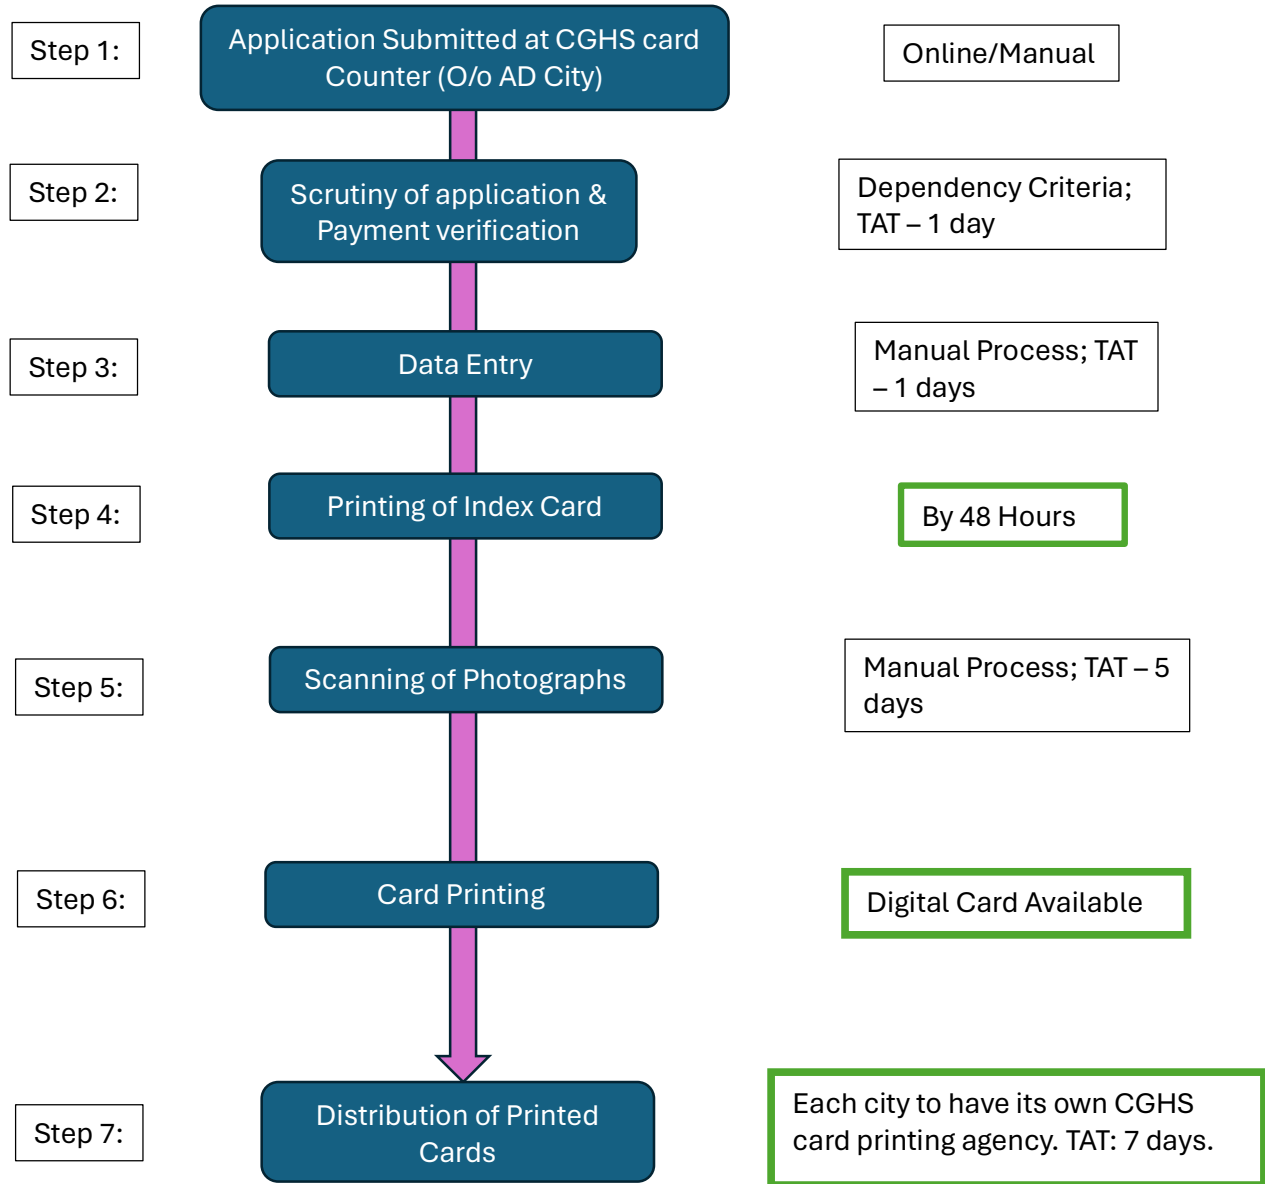 Step 1:
Application Submitted at CGHS card
Counter (O/o AD City)
Online/Manual
Step 2:
Scrutiny of application &
Payment verification
Dependency Criteria;
TAT – 1 day
Step 3:
Data Entry
Manual Process; TAT
– 1 days
Step 4:
Printing of Index Card
By 48 Hours
Step 5:
Scanning of Photographs
Manual Process; TAT – 5
days
Step 6:
Card Printing
Digital Card Available
Step 7:
Distribution of Printed
Cards
Each city to have its own CGHS
card printing agency. TAT: 7 days.